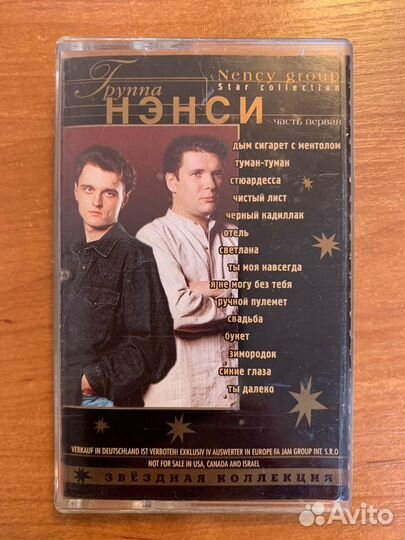 Группа
Nency group
Star collection
НЭНСИ
часть первая
дым сигарет с ментолом
туман-туман
стюардесса
чистый лист
черный кадиллак
отель
светлана
ты моя навсегда
я не могу без тебя
ручной пулемет
свадьба
букет
зимородок
синие глаза
ты далеко
VERKAUF IN DEUTSCHLAND IST VERBOTEN! EXKLUSIV IV AUSWERTER IN EUROPE FA JAM GROUP INT. S.R.O
NOT FOR SALE IN USA, CANADA AND ISRAEL
ЗВЁЗДНАЯ КОЛЛЕКЦИЯ
Avito